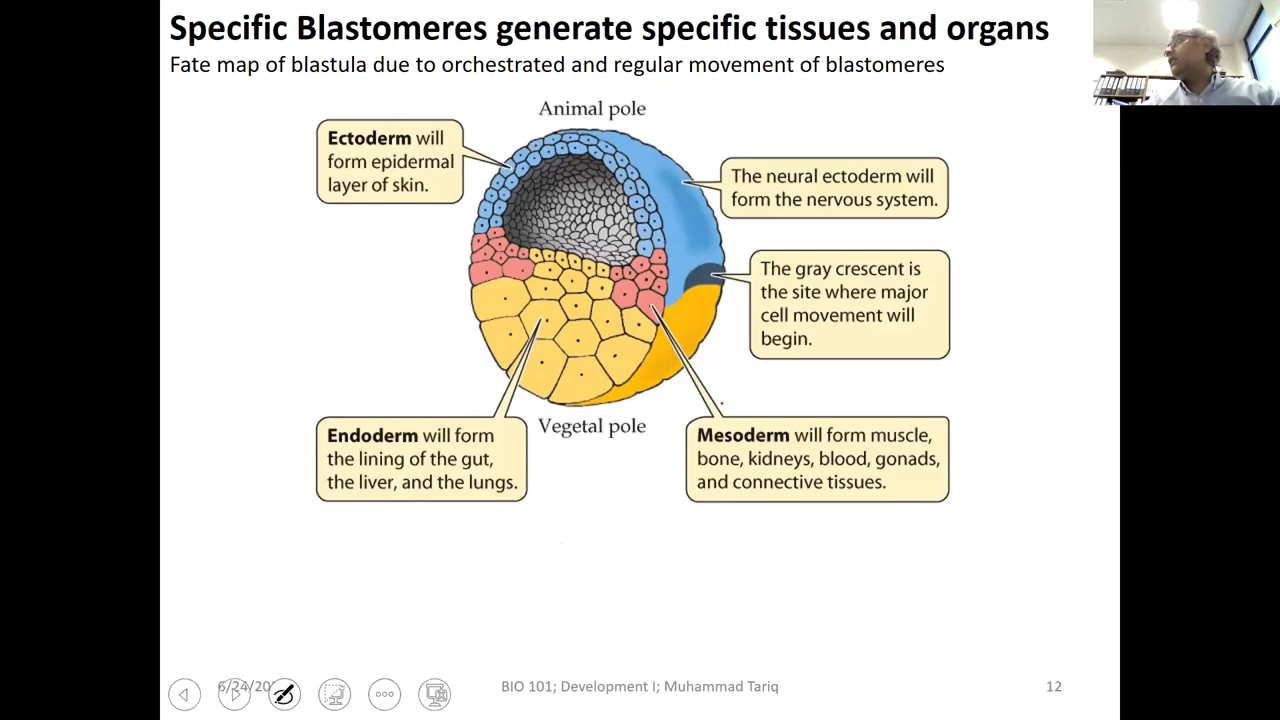 Specific Blastomeres generate specific tissues and organs
Fate map of blastula due to orchestrated and regular movement of blastomeres
Animal pole
Ectoderm will
form epidermal
layer of skin.
The neural ectoderm will
form the nervous system.
The gray crescent is
the site where major
cell movement will
begin.
Endoderm will form
the lining of the gut,
the liver, and the lungs.
Vegetal pole
Mesoderm will form muscle,
bone, kidneys, blood, gonads,
and connective tissues.
BIO 101; Development I; Muhammad Tariq
12